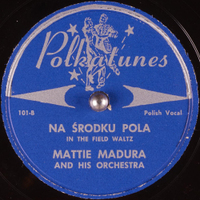 Polkatunes
101-B
Polish Vocal
NA ŚRODKU POLA
IN THE FIELD WALTZ
MATTIE MADURA
AND HIS ORCHESTRA